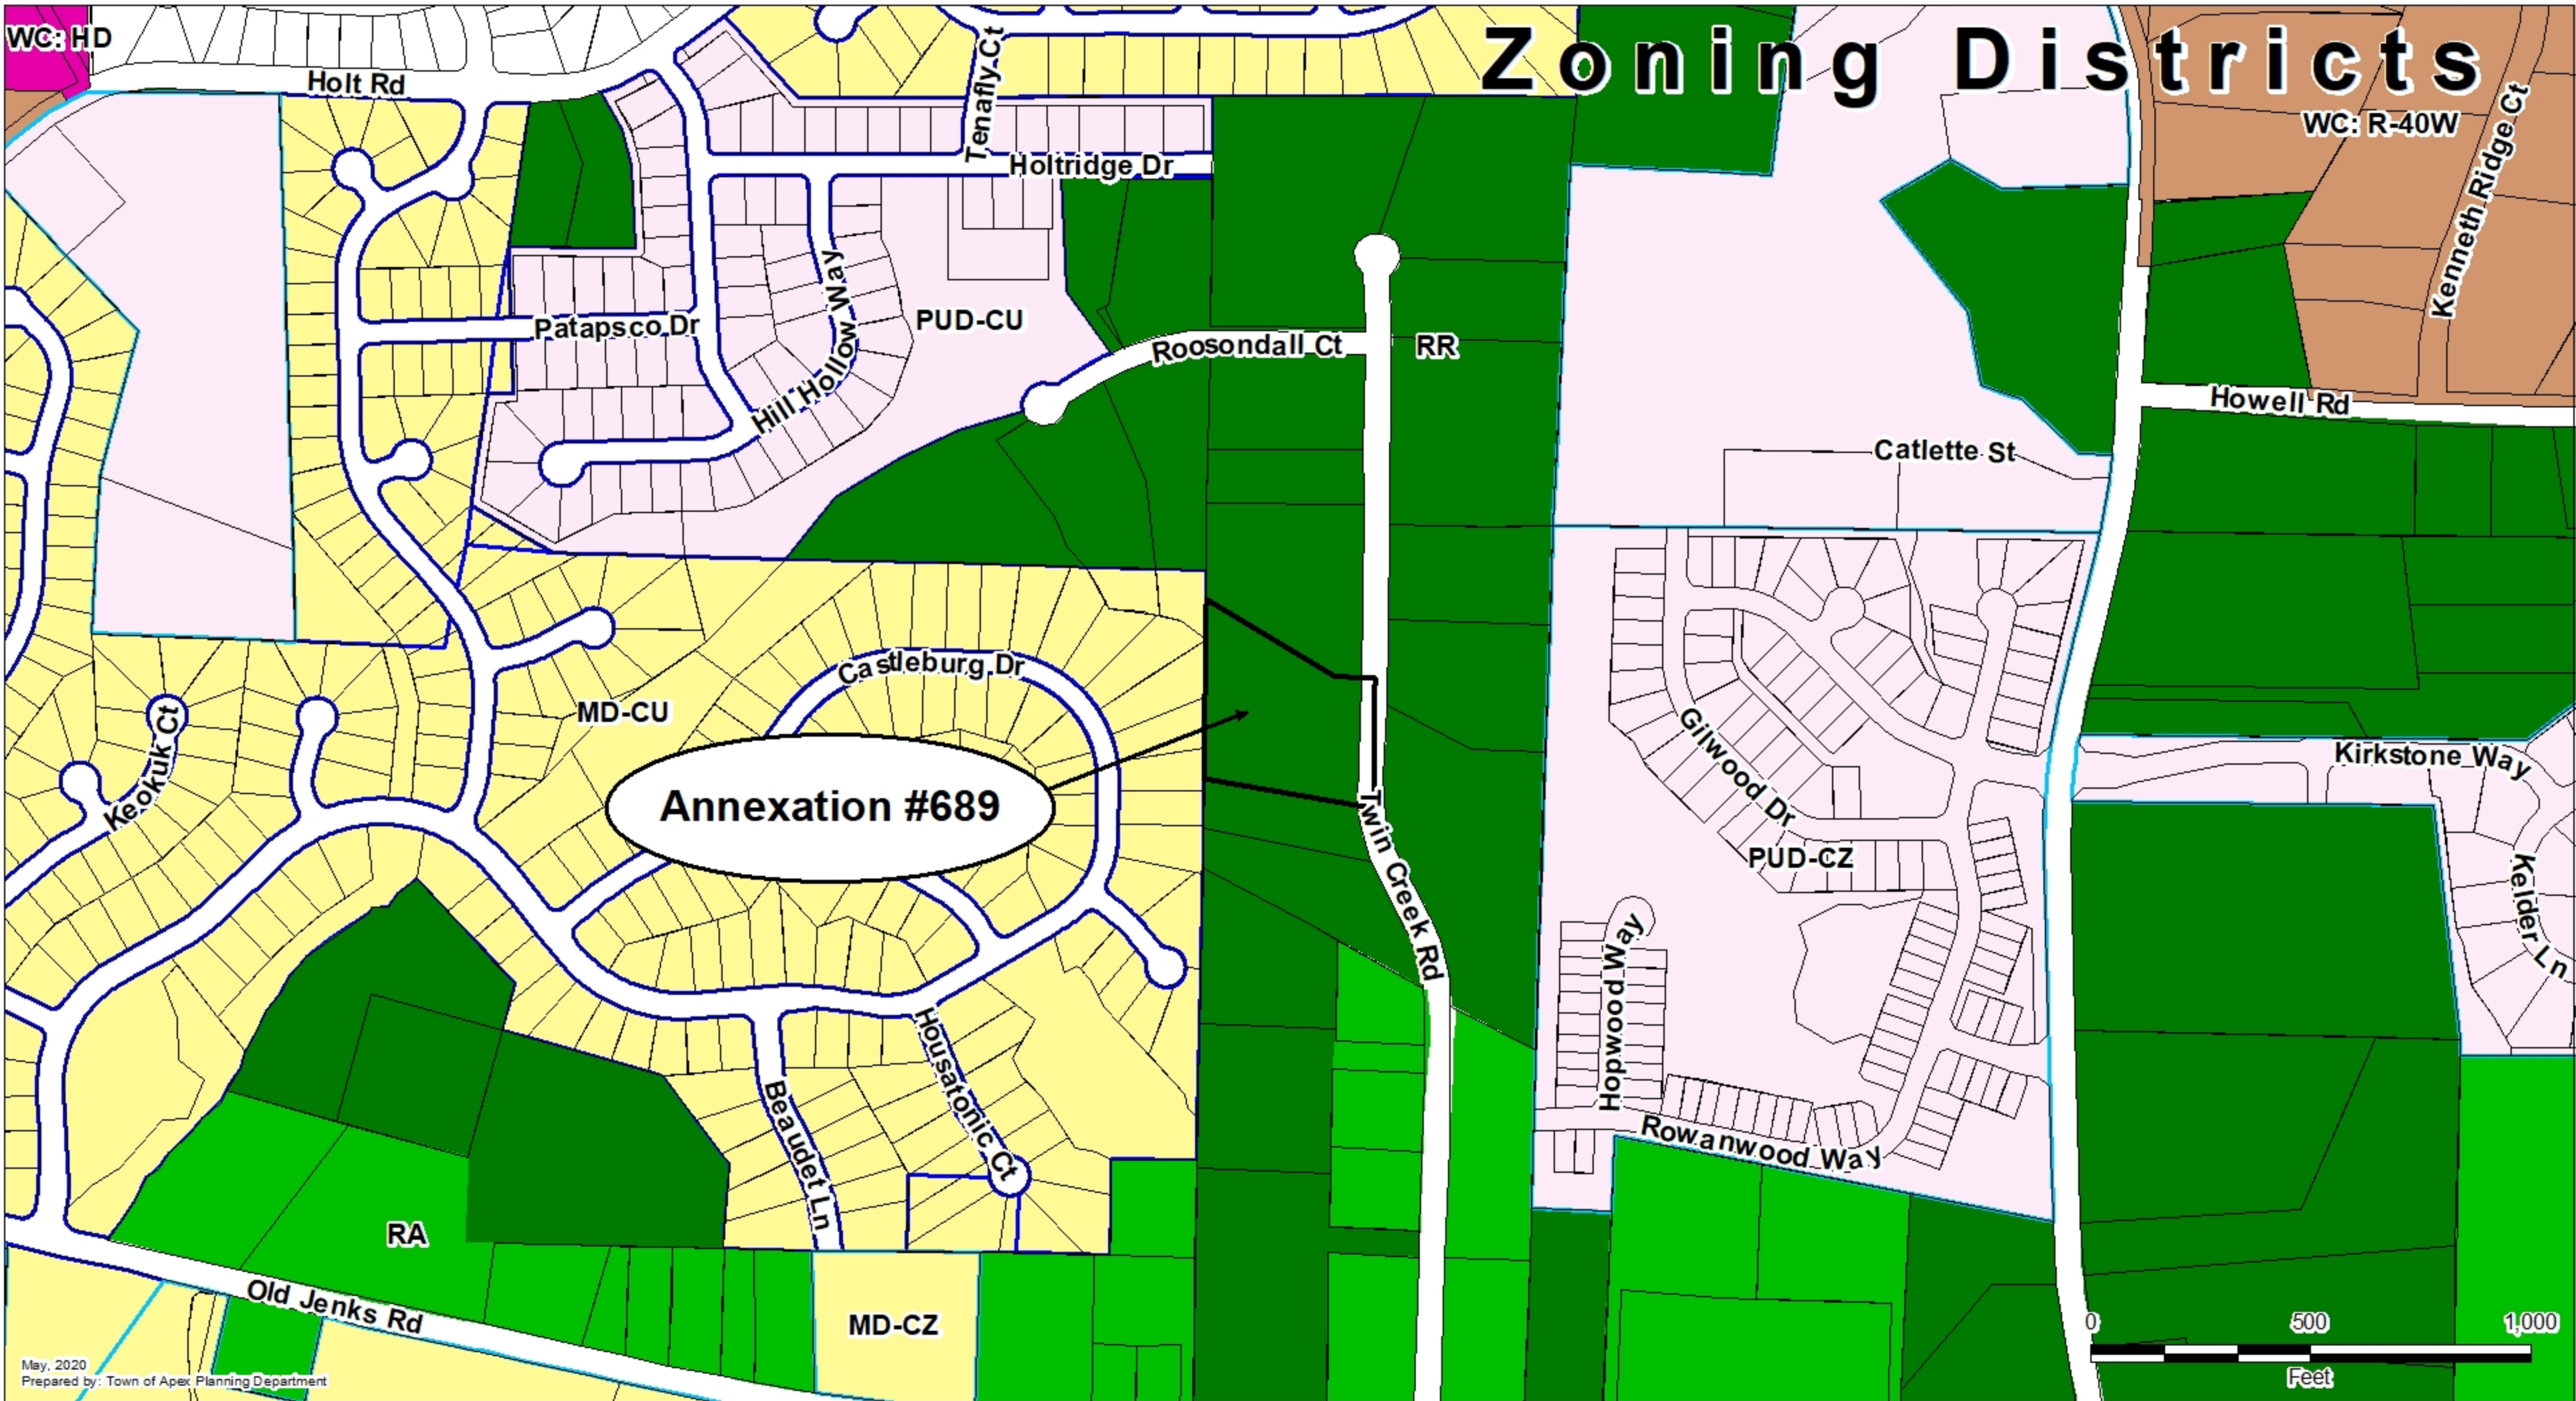 Zoning Districts
WC: HD
Holt Rd
Tenafly Ct
WC: R-40W
Kenneth Ridge Ct
Holtridge Dr
Hill Hollow Way
PUD-CU
Patapsco Dr
Roosondall Ct
RR
Howell Rd
Catlette St
Castleburg Dr
MD-CU
Keokuk Ct
Annexation #689
Twin Creek Rd
Gilwood Dr
Kirkstone Way
PUD-CZ
Kelder Ln
Hopwood Way
Housatonic Ct
Beaudet Ln
Rowanwood Way
RA
Old Jenks Rd
MD-CZ
0 500 1,000
Feet
May, 2020
Prepared by: Town of Apex Planning Department